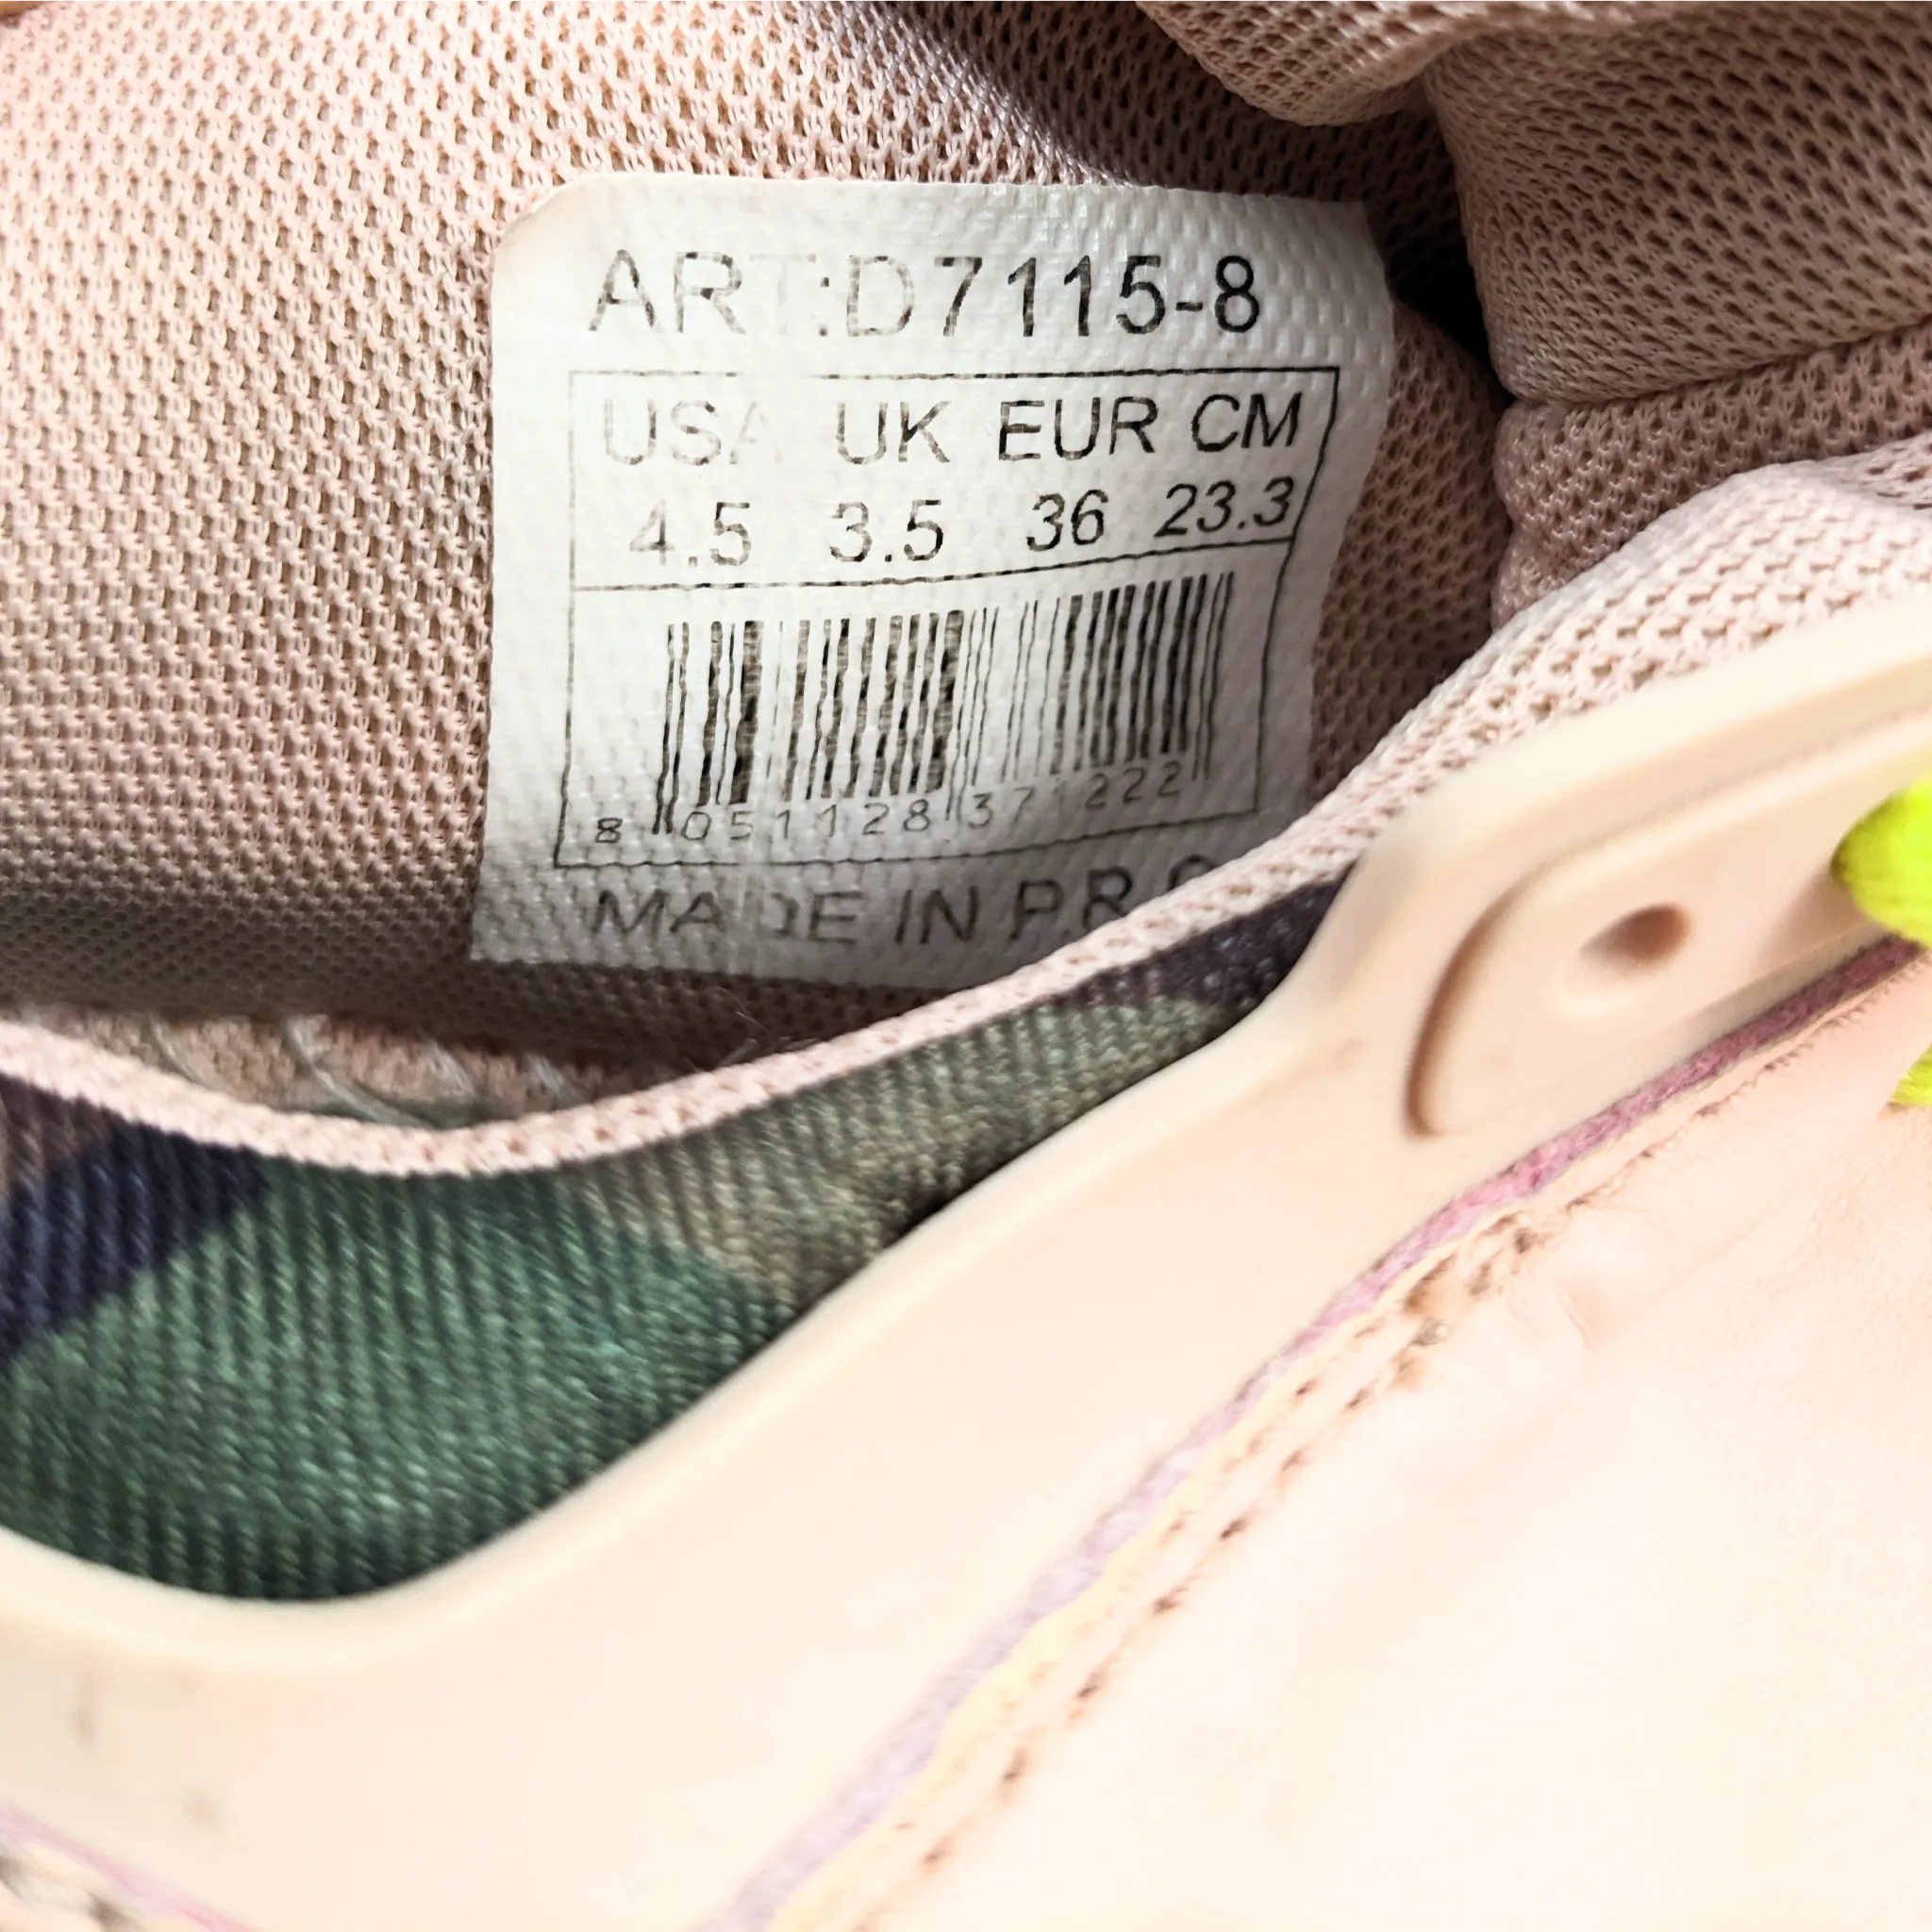 ART:D7115-8
USA UK EUR CM
4.5 3.5 36 23.3
8 051128 371222
MADE IN P.R.C